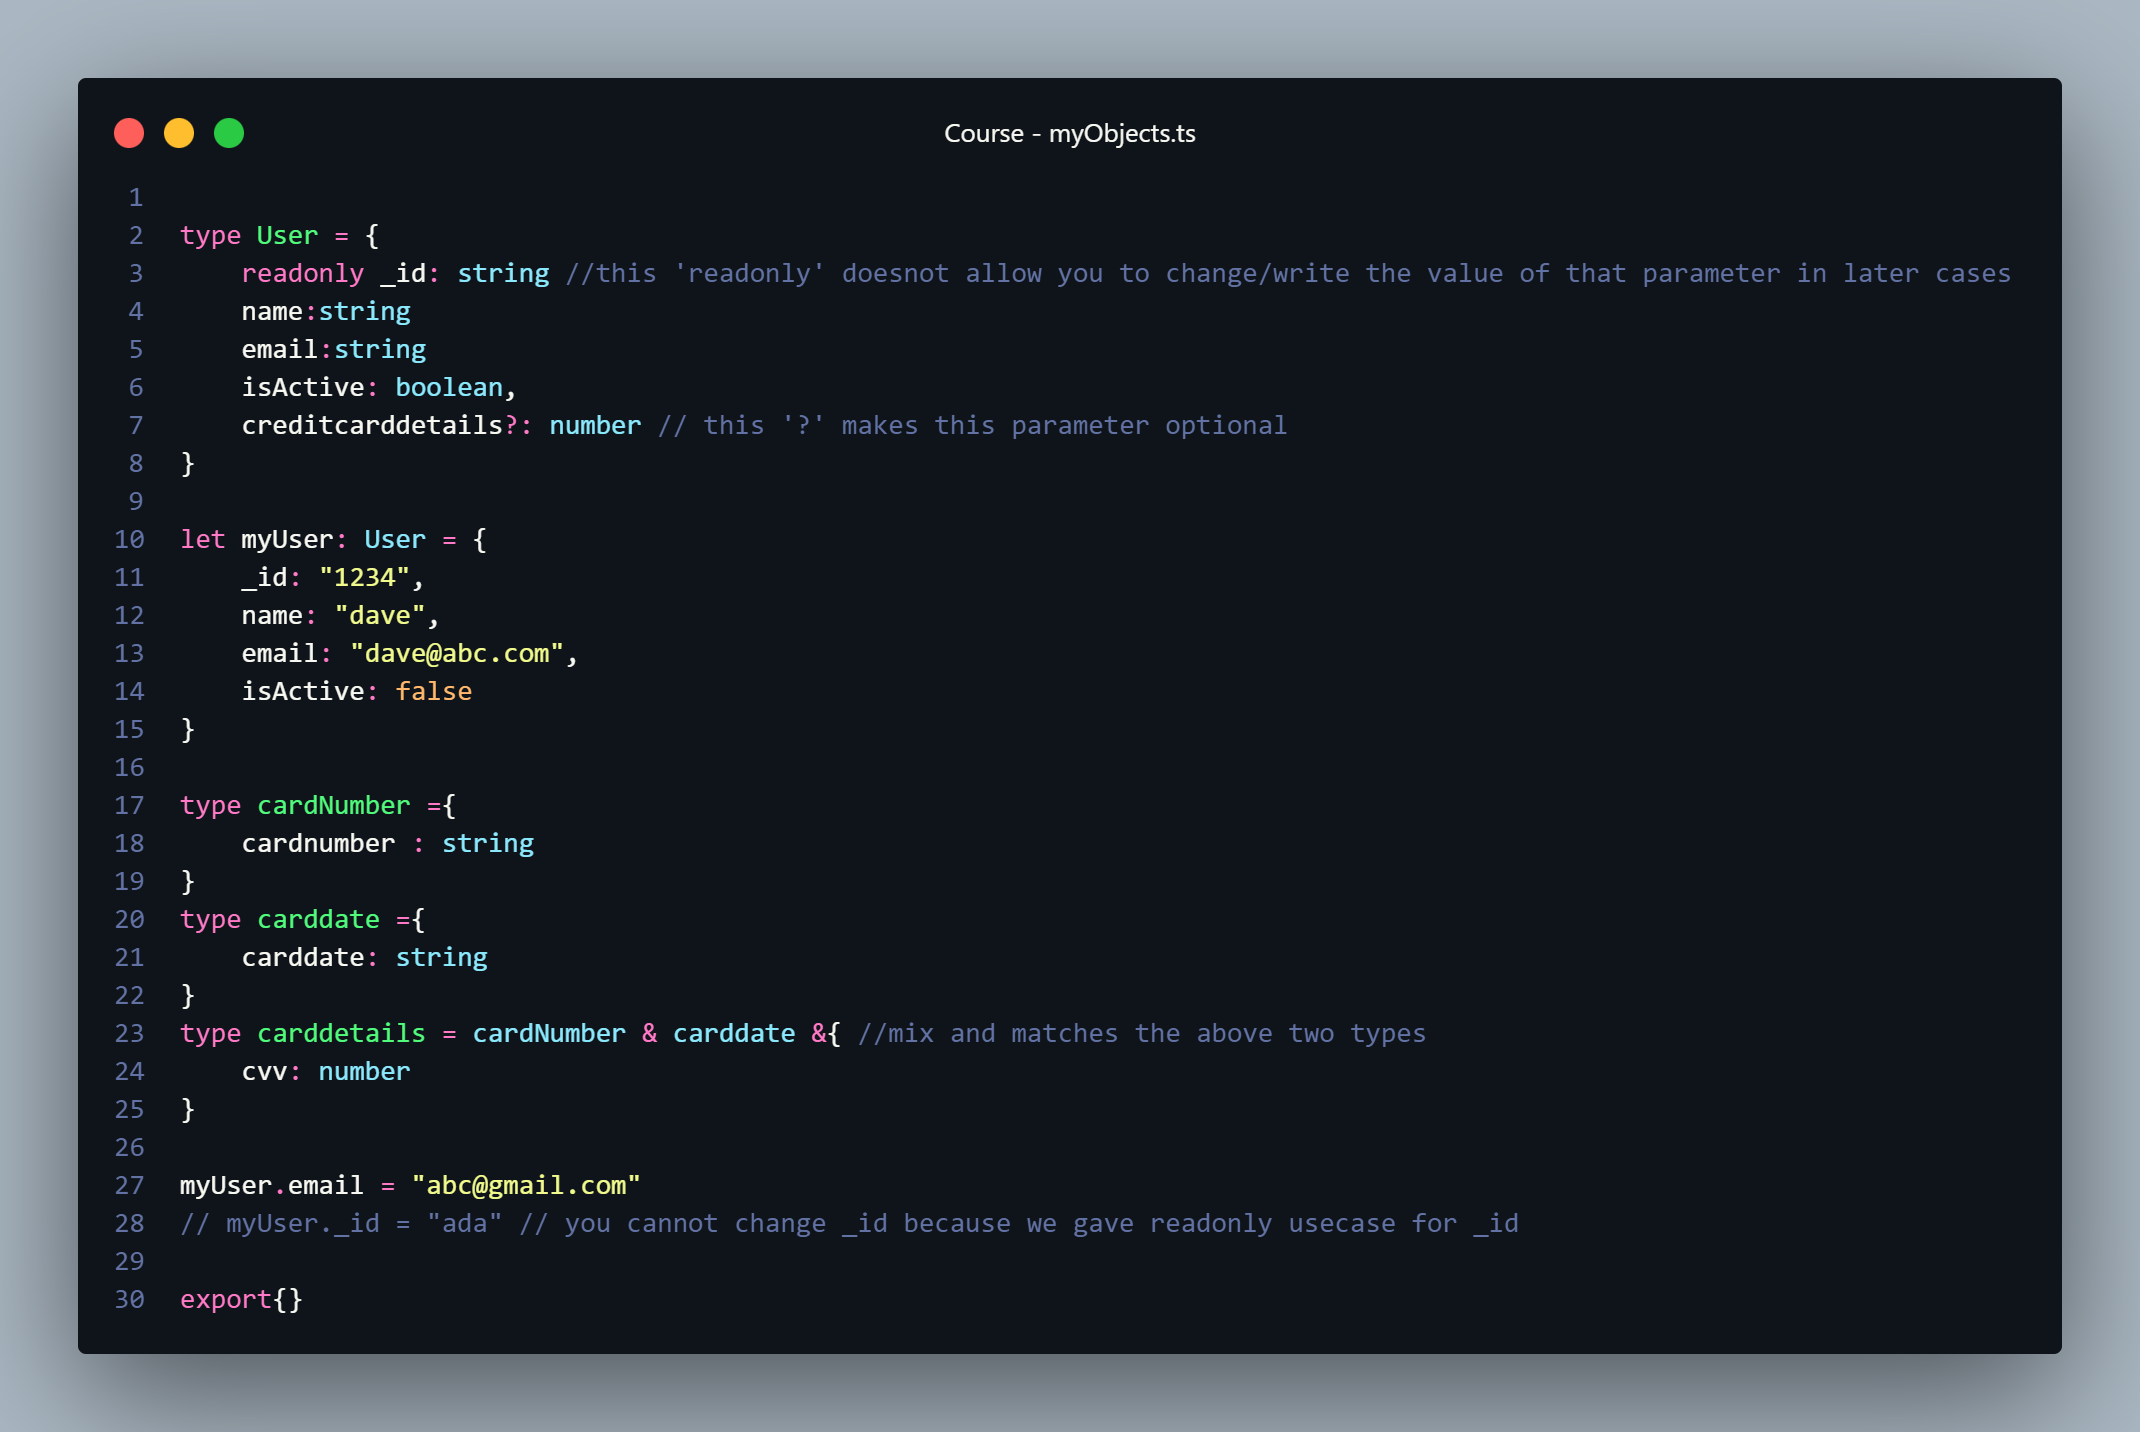 Course - myObjects.ts
1
2 type User = {
3     readonly _id: string //this 'readonly' doesnot allow you to change/write the value of that parameter in later cases
4     name:string
5     email:string
6     isActive: boolean,
7     creditcarddetails?: number // this '?' makes this parameter optional
8 }
9
10 let myUser: User = {
11     _id: "1234",
12     name: "dave",
13     email: "dave@abc.com",
14     isActive: false
15 }
16
17 type cardNumber ={
18     cardnumber : string
19 }
20 type carddate ={
21     carddate: string
22 }
23 type carddetails = cardNumber & carddate &{ //mix and matches the above two types
24     cvv: number
25 }
26
27 myUser.email = "abc@gmail.com"
28 // myUser._id = "ada" // you cannot change _id because we gave readonly usecase for _id
29
30 export{}